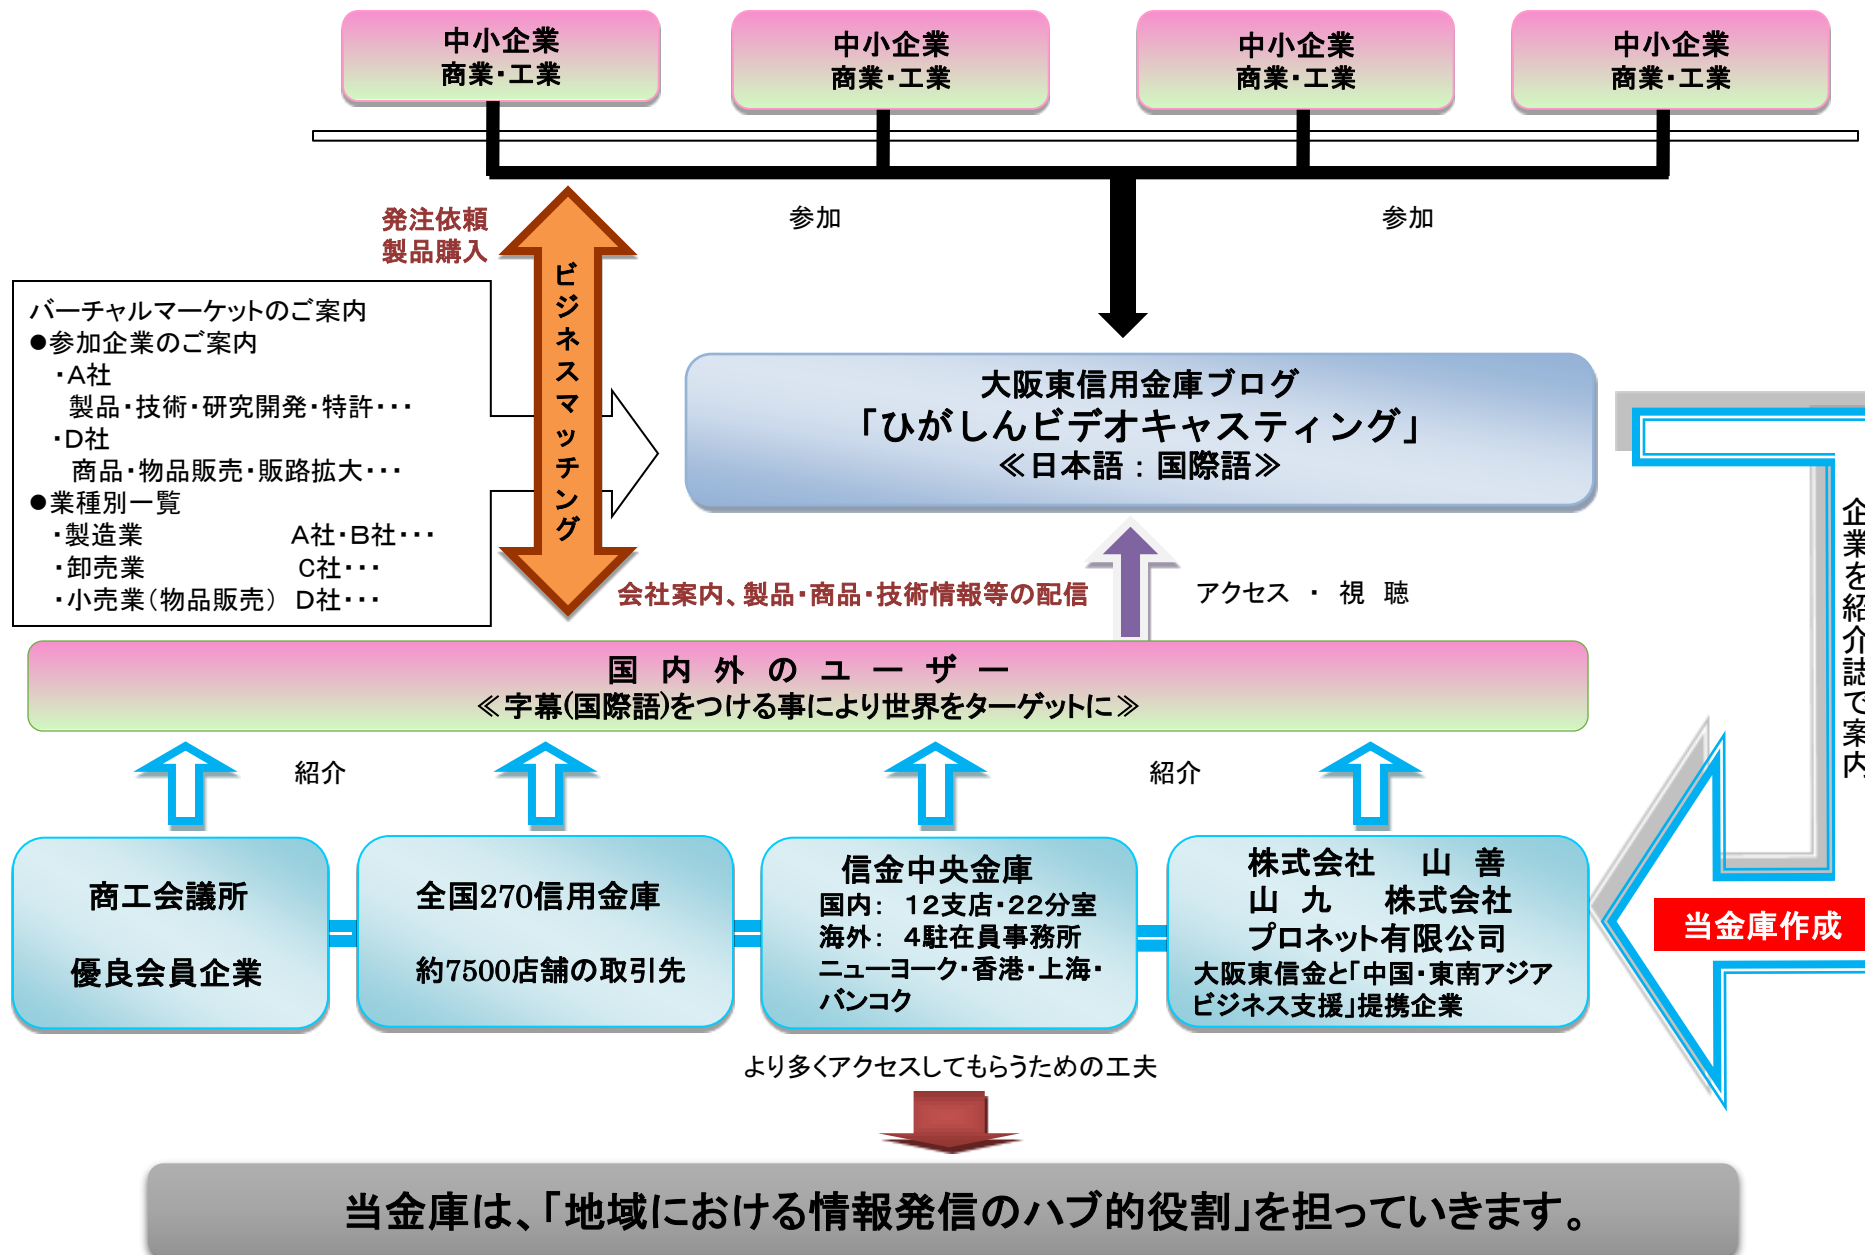 中小企業
商業・工業
中小企業
商業・工業
中小企業
商業・工業
中小企業
商業・工業
発注依頼
製品購入
参加
参加
ビジネスマッチング
バーチャルマーケットのご案内
●参加企業のご案内
・A社
製品・技術・研究開発・特許・・・
・D社
商品・物品販売・販路拡大・・・
●業種別一覧
・製造業 A社・B社・・・
・卸売業 C社・・・
・小売業(物品販売) D社・・・
大阪東信用金庫ブログ
「ひがしんビデオキャスティング」
≪日本語：国際語≫
企業を紹介誌で案内
会社案内、製品・商品・技術情報等の配信
アクセス ・ 視 聴
国 内 外 の ユ ー ザ ー
≪字幕(国際語)をつける事により世界をターゲットに≫
紹介
紹介
商工会議所
優良会員企業
全国270信用金庫
約7500店舗の取引先
信金中央金庫
国内： 12支店・22分室
海外： 4駐在員事務所
ニューヨーク・香港・上海・
バンコク
株式会社 山 善
山 九 株式会社
プロネット有限公司
大阪東信金と「中国・東南アジア
ビジネス支援」提携企業
当金庫作成
より多くアクセスしてもらうための工夫
当金庫は、「地域における情報発信のハブ的役割」を担っていきます。